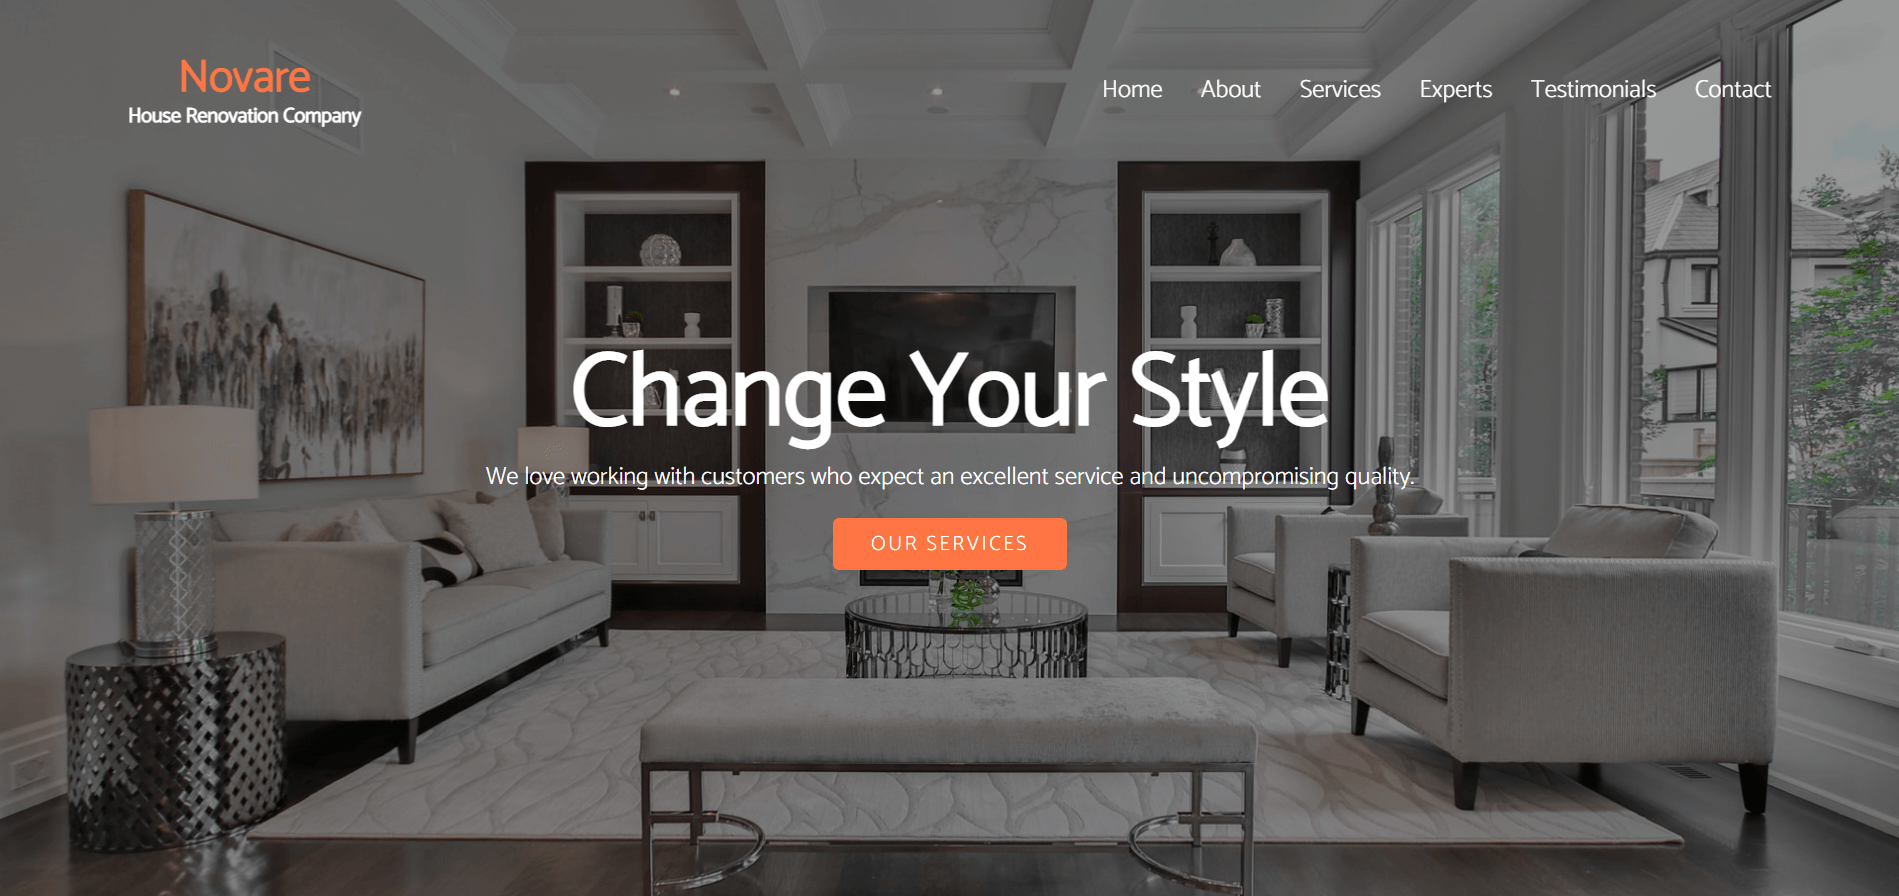 Novare
House Renovation Company
Home About Services Experts Testimonials Contact
Change Your Style
We love working with customers who expect an excellent service and uncompromising quality.
OUR SERVICES